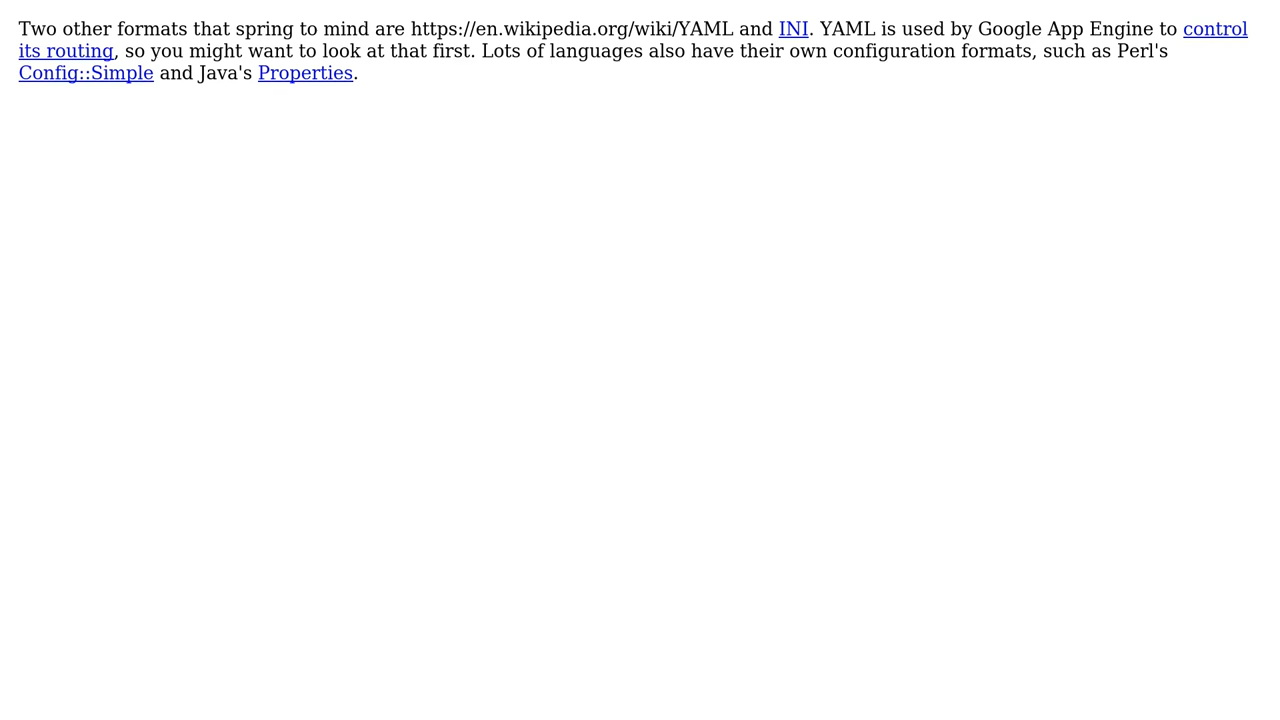 Two other formats that spring to mind are https://en.wikipedia.org/wiki/YAML and INI. YAML is used by Google App Engine to control
its routing, so you might want to look at that first. Lots of languages also have their own configuration formats, such as Perl's
Config::Simple and Java's Properties.